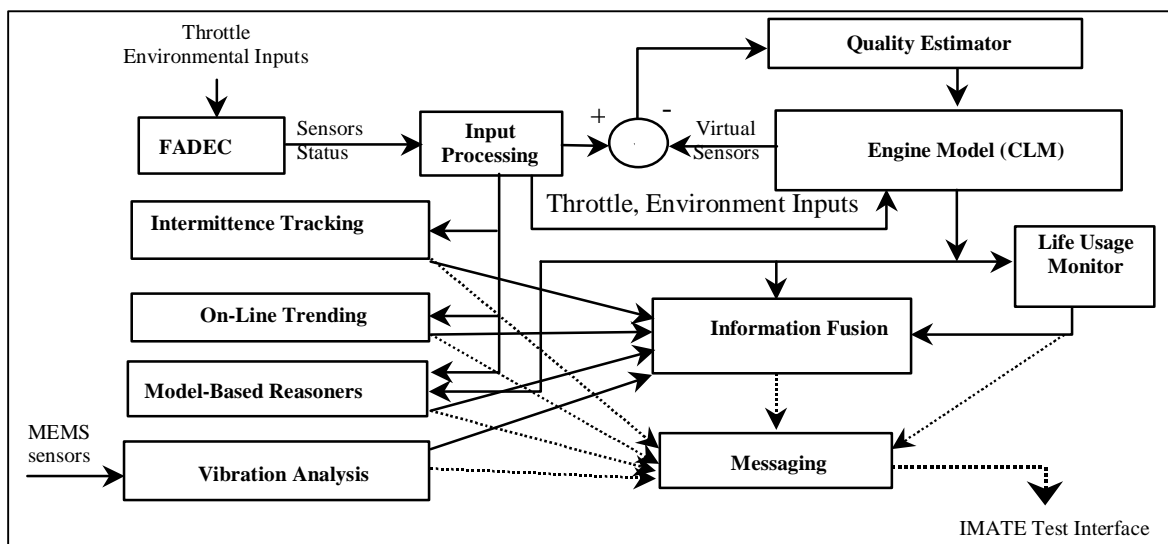 Throttle
Environmental Inputs
Quality Estimator
+
-
FADEC
Sensors
Status
Input
Processing
Virtual
Sensors
Engine Model (CLM)
Throttle, Environment Inputs
Intermittence Tracking
Life Usage
Monitor
On-Line Trending
Information Fusion
Model-Based Reasoners
MEMS
sensors
Vibration Analysis
Messaging
IMATE Test Interface